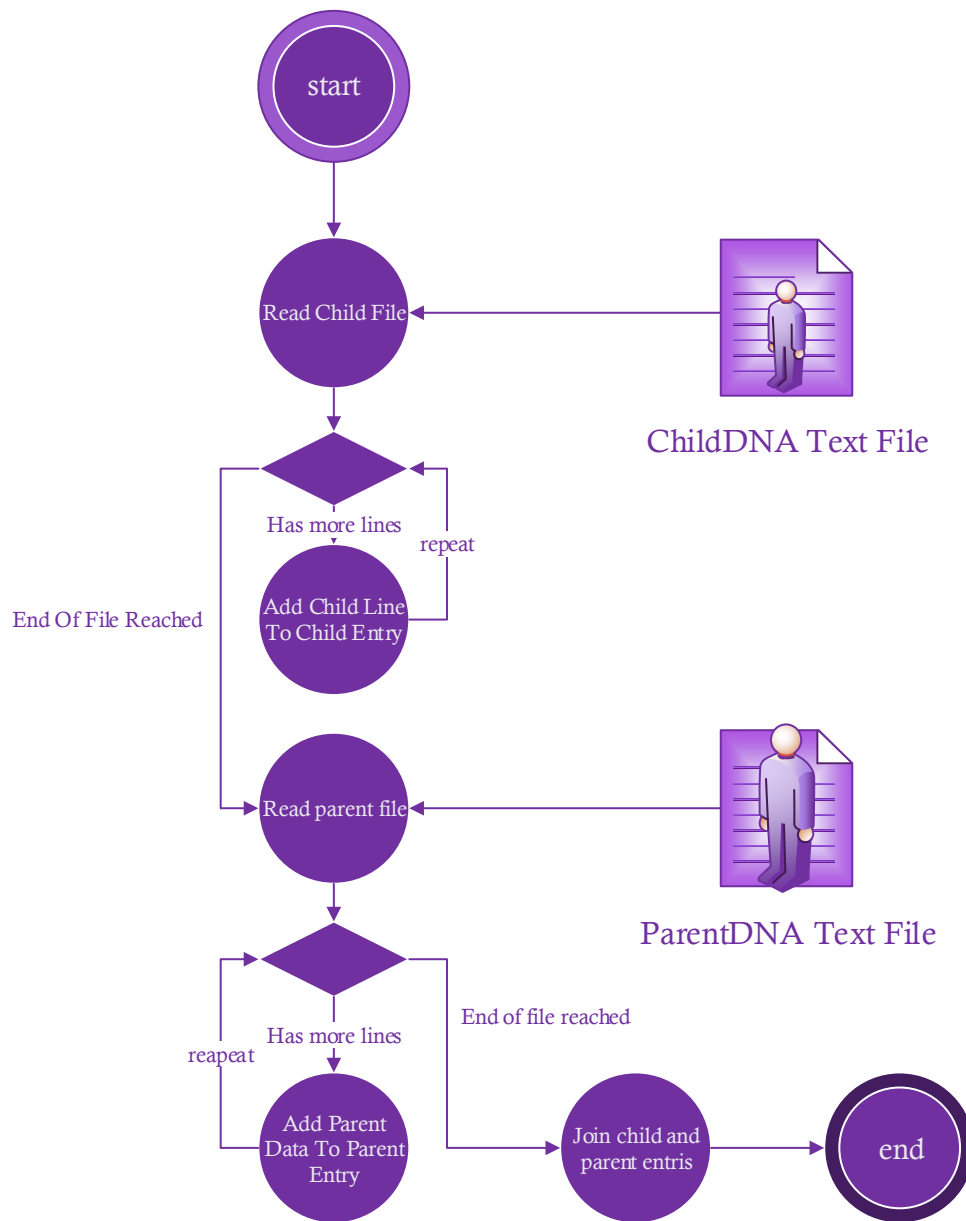 start
Read Child File
ChildDNA Text File
Has more lines
repeat
Add Child Line
To Child Entry
End Of File Reached
Read parent file
ParentDNA Text File
Has more lines
End of file reached
reapeat
Add Parent
Data To Parent
Entry
Join child and
parent entris
end